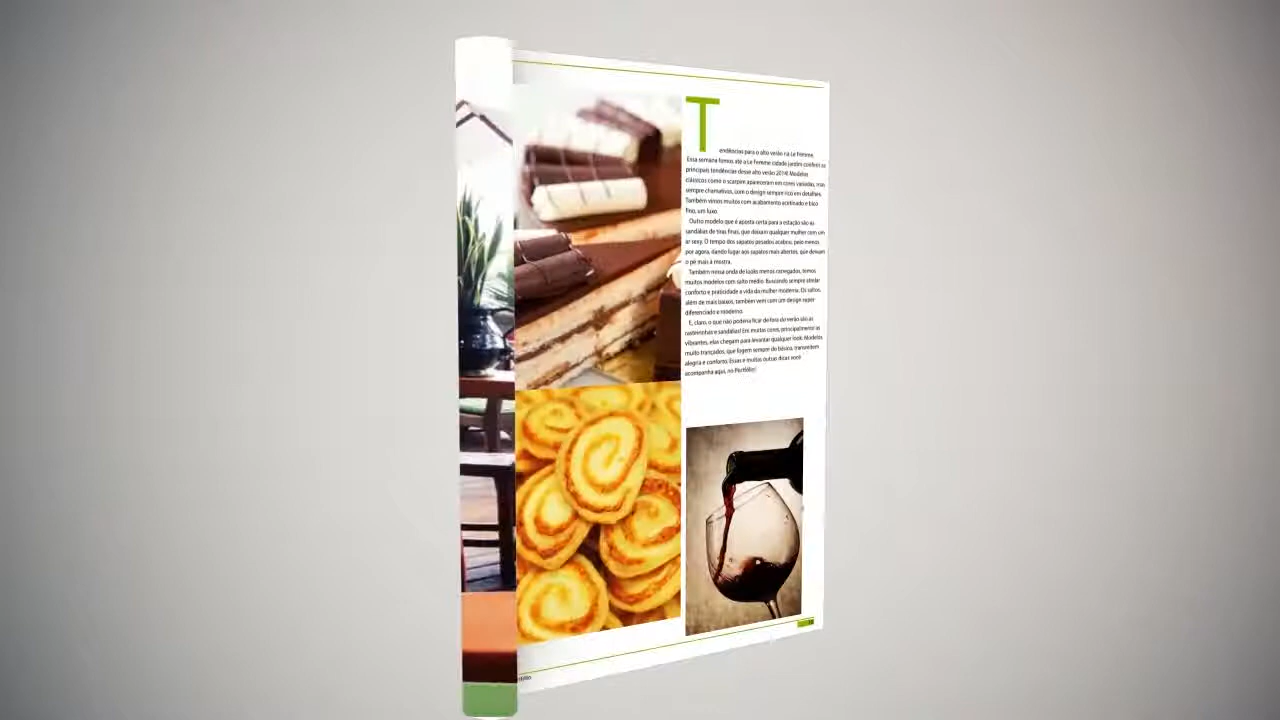 T
endências para o alto verão na Le Femme.
Essa semana fomos até a Le Femme cidade jardim conferir as
principais tendências desse alto verão 2014! Modelos
clássicos como o scarpim apareceram em cores variadas, mas
sempre chamativos, com o design sempre rico em detalhes.
Também vimos muitos com acabamento acetinado e bico
fino, um luxo.
Outro modelo que é aposta certa para a estação são as
sandálias de tiras finas, que deixam qualquer mulher com um
ar sexy. O tempo dos sapatos pesados acabou, pelo menos
por agora, dando lugar aos sapatos mais abertos, que deixam
o pé mais à mostra.
Também nessa onda de looks menos carregados, temos
muitos modelos com salto médio. Buscando sempre atrelar
conforto e praticidade a vida da mulher moderna. Os saltos,
além de mais baixos, também vem com um design super
diferenciado e moderno.
E, claro, o que não poderia ficar de fora do verão são as
rasteirinhas e sandálias! Em muitas cores, principalmente as
vibrantes, elas chegam para levantar qualquer look. Modelos
muito trançados, que fogem sempre do básico, transmitem
alegria e conforto. Essas e muitas outras dicas você
acompanha aqui, no Portfólio!